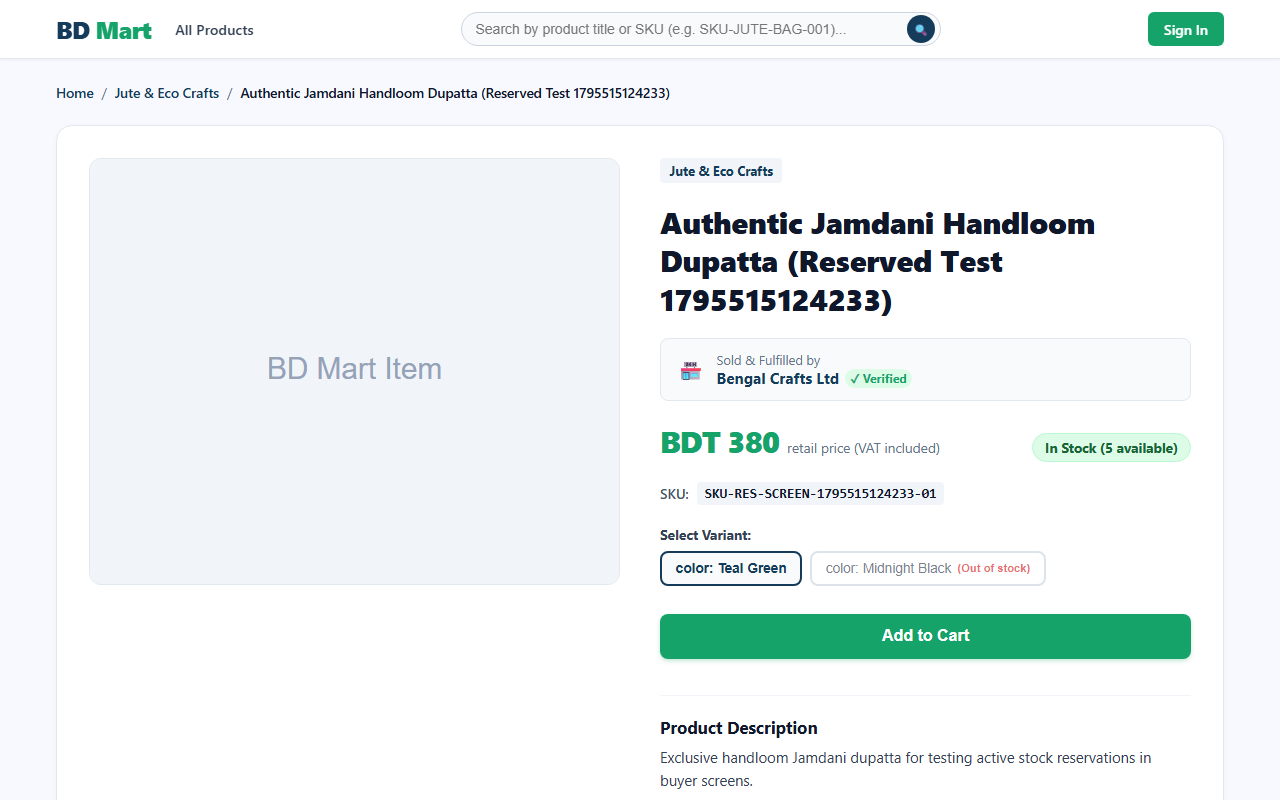 BD Mart
All Products
Search by product title or SKU (e.g. SKU-JUTE-BAG-001)...
Sign In
Home / Jute & Eco Crafts / Authentic Jamdani Handloom Dupatta (Reserved Test 1795515124233)
BD Mart Item
Jute & Eco Crafts
Authentic Jamdani Handloom
Dupatta (Reserved Test
1795515124233)
Sold & Fulfilled by
Bengal Crafts Ltd ✓ Verified
BDT 380 retail price (VAT included)
In Stock (5 available)
SKU: SKU-RES-SCREEN-1795515124233-01
Select Variant:
color: Teal Green
color: Midnight Black (Out of stock)
Add to Cart
Product Description
Exclusive handloom Jamdani dupatta for testing active stock reservations in
buyer screens.